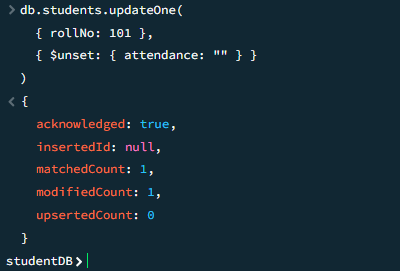 > db.students.updateOne(
{ rollNo: 101 },
{ $unset: { attendance: "" } }
)
< {
acknowledged: true,
insertedId: null,
matchedCount: 1,
modifiedCount: 1,
upsertedCount: 0
}
studentDB>